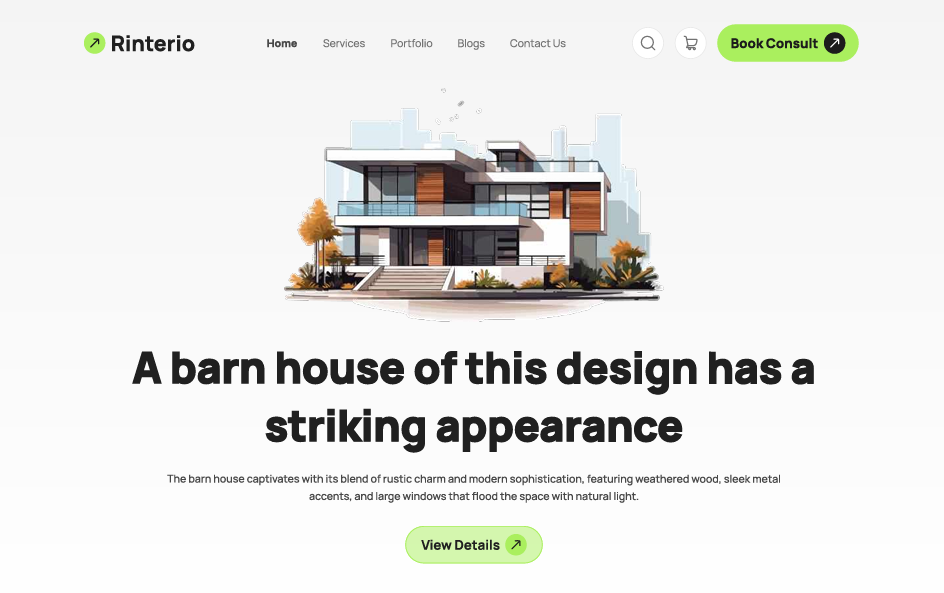 Rinterio
Home Services Portfolio Blogs Contact Us
Book Consult
A barn house of this design has a
striking appearance
The barn house captivates with its blend of rustic charm and modern sophistication, featuring weathered wood, sleek metal
accents, and large windows that flood the space with natural light.
View Details